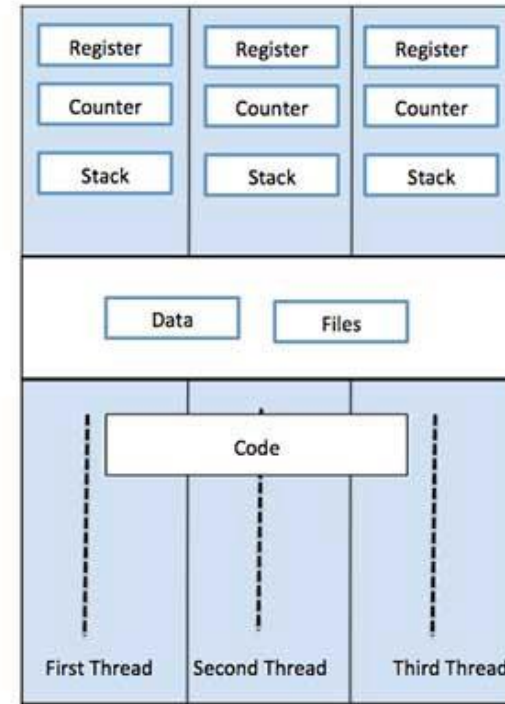 Register Register Register
Counter Counter Counter
Stack Stack Stack
Data Files
Code
First Thread Second Thread Third Thread